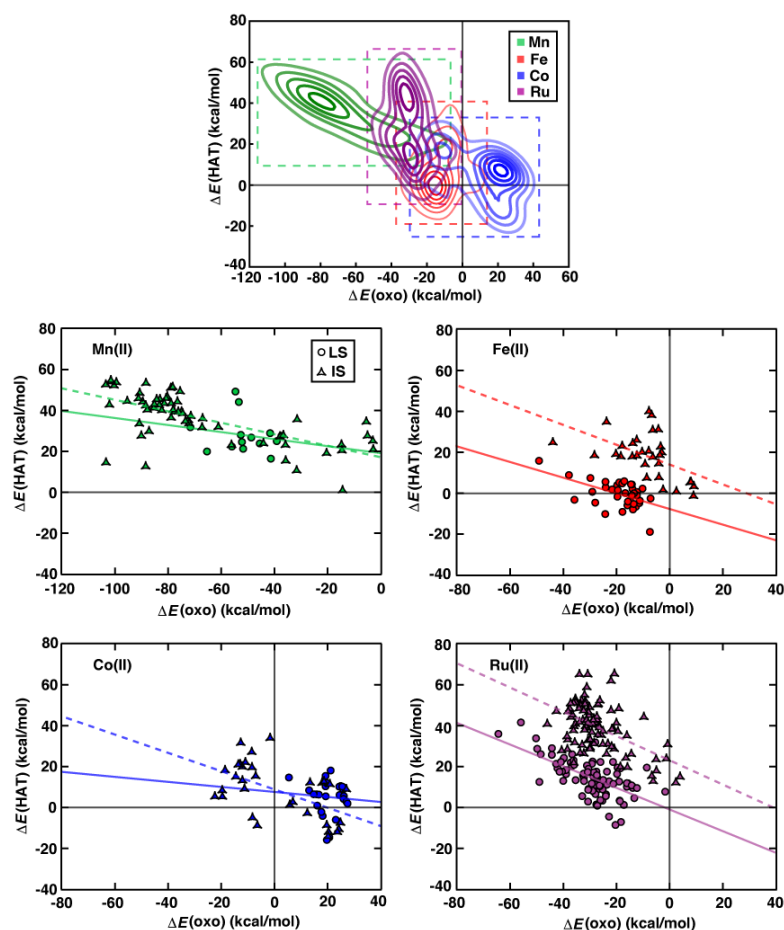 80
60
40
20
0
-20
-40
ΔE(HAT) (kcal/mol)
Mn
Fe
Co
Ru
-120 -100 -80 -60 -40 -20 0 20 40 60
ΔE(oxo) (kcal/mol)
Mn(II)
LS
IS
80
60
40
20
0
-20
-40
ΔE(HAT) (kcal/mol)
-120 -100 -80 -60 -40 -20 0
ΔE(oxo) (kcal/mol)
Fe(II)
80
60
40
20
0
-20
-40
ΔE(HAT) (kcal/mol)
-80 -60 -40 -20 0 20 40
ΔE(oxo) (kcal/mol)
Co(II)
80
60
40
20
0
-20
-40
ΔE(HAT) (kcal/mol)
-80 -60 -40 -20 0 20 40
ΔE(oxo) (kcal/mol)
Ru(II)
80
60
40
20
0
-20
-40
ΔE(HAT) (kcal/mol)
-80 -60 -40 -20 0 20 40
ΔE(oxo) (kcal/mol)